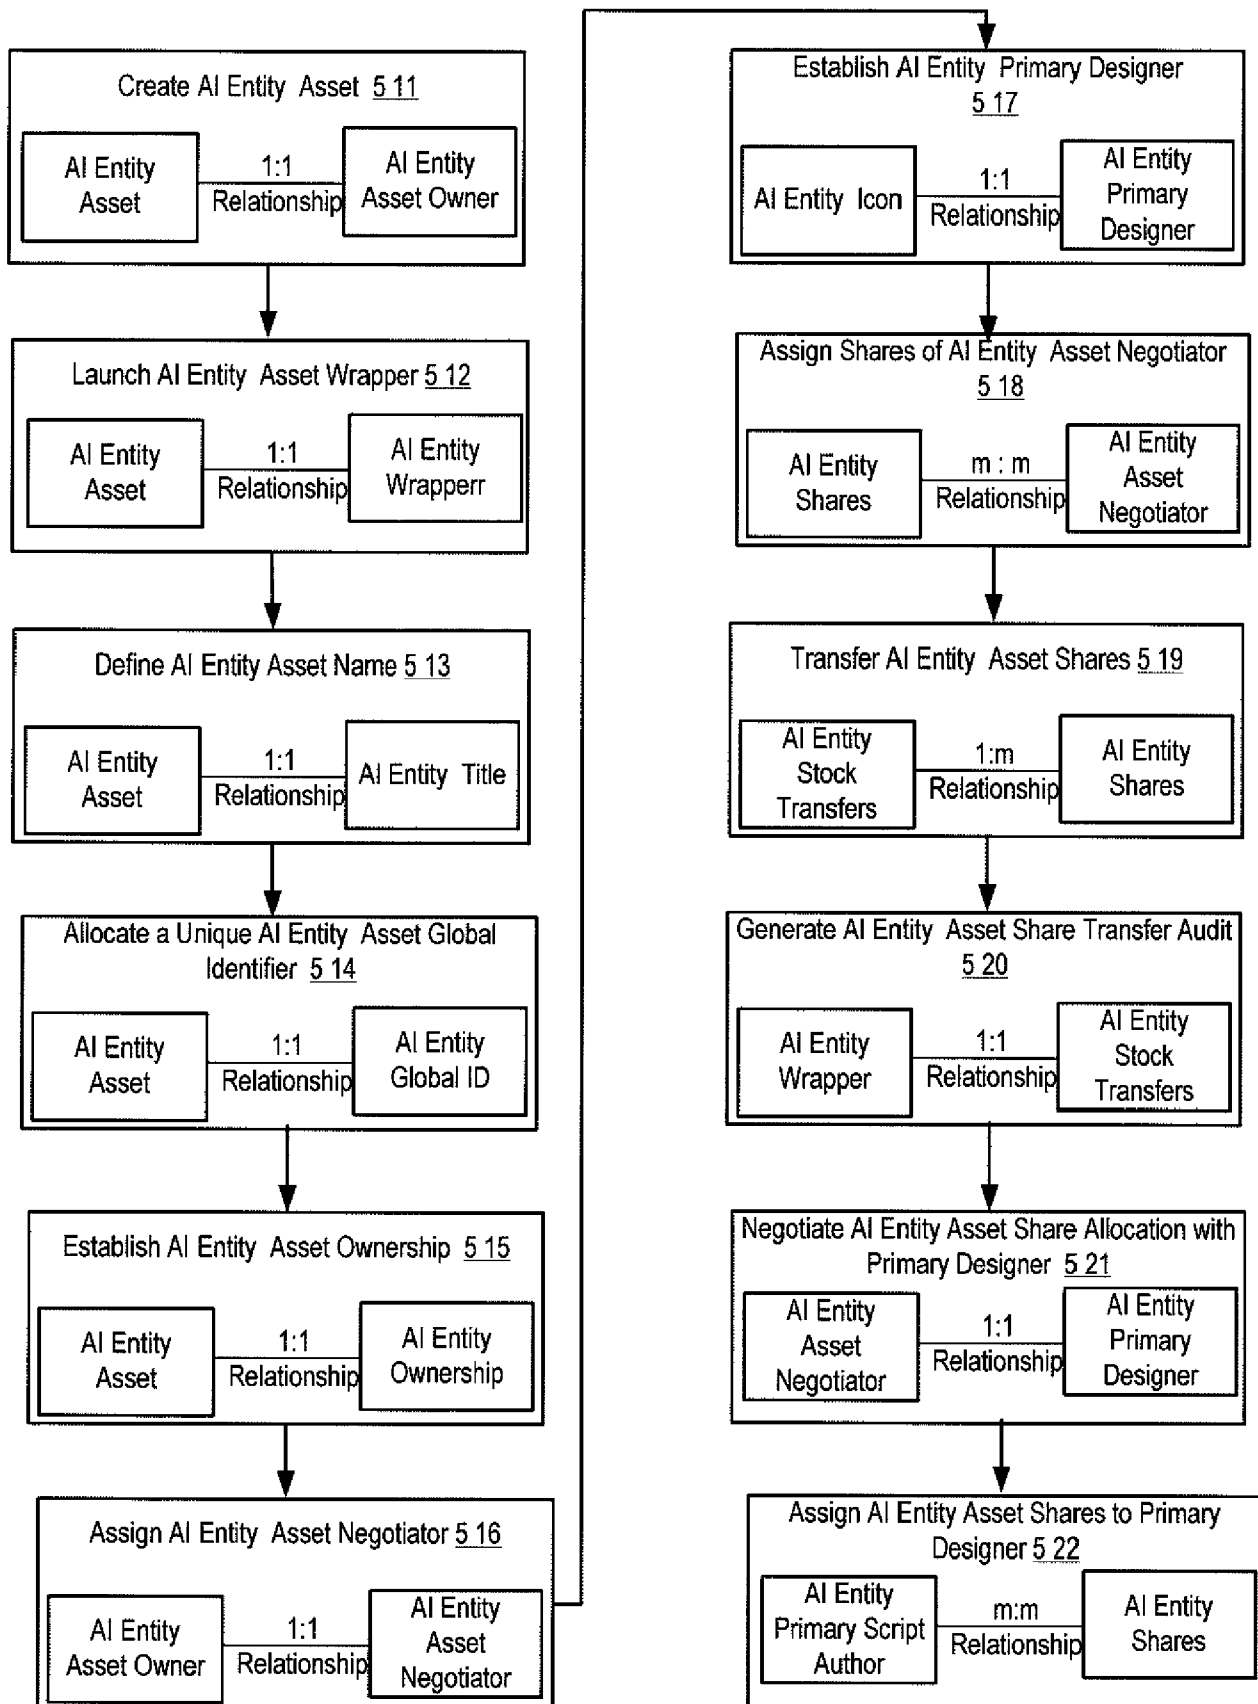 Create AI Entity Asset 5 11
AI Entity
Asset
1:1
Relationship
AI Entity
Asset Owner
Launch AI Entity Asset Wrapper 5 12
AI Entity
Asset
1:1
Relationship
AI Entity
Wrapperr
Define AI Entity Asset Name 5 13
AI Entity
Asset
1:1
Relationship
AI Entity Title
Allocate a Unique AI Entity Asset Global
Identifier 5 14
AI Entity
Asset
1:1
Relationship
AI Entity
Global ID
Establish AI Entity Asset Ownership 5 15
AI Entity
Asset
1:1
Relationship
AI Entity
Ownership
Assign AI Entity Asset Negotiator 5 16
AI Entity
Asset Owner
1:1
Relationship
AI Entity
Asset
Negotiator
Establish AI Entity Primary Designer
5 17
AI Entity Icon
1:1
Relationship
AI Entity
Primary
Designer
Assign Shares of AI Entity Asset Negotiator
5 18
AI Entity
Shares
m : m
Relationship
AI Entity
Asset
Negotiator
Transfer AI Entity Asset Shares 5 19
AI Entity
Stock
Transfers
1:m
Relationship
AI Entity
Shares
Generate AI Entity Asset Share Transfer Audit
5 20
AI Entity
Wrapper
1:1
Relationship
AI Entity
Stock
Transfers
Negotiate AI Entity Asset Share Allocation with
Primary Designer 5 21
AI Entity
Asset
Negotiator
1:1
Relationship
AI Entity
Primary
Designer
Assign AI Entity Asset Shares to Primary
Designer 5 22
AI Entity
Primary Script
Author
m:m
Relationship
AI Entity
Shares